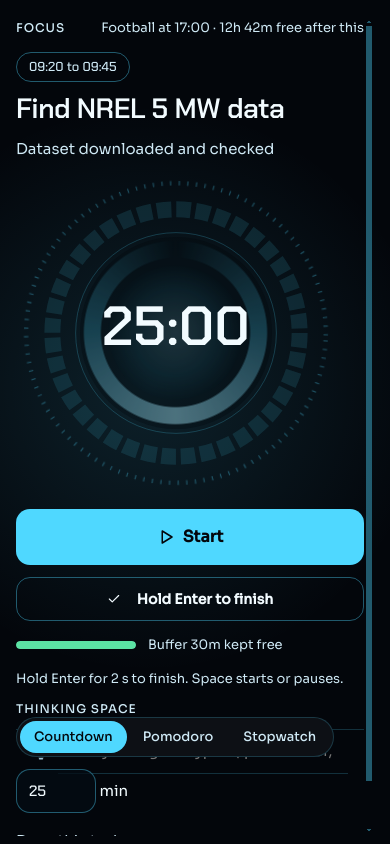 FOCUS
Football at 17:00 · 12h 42m free after this
09:20 to 09:45
Find NREL 5 MW data
Dataset downloaded and checked
25:00
Start
Hold Enter to finish
Buffer 30m kept free
Hold Enter for 2 s to finish. Space starts or pauses.
THINKING SPACE
Countdown Pomodoro Stopwatch
25 min